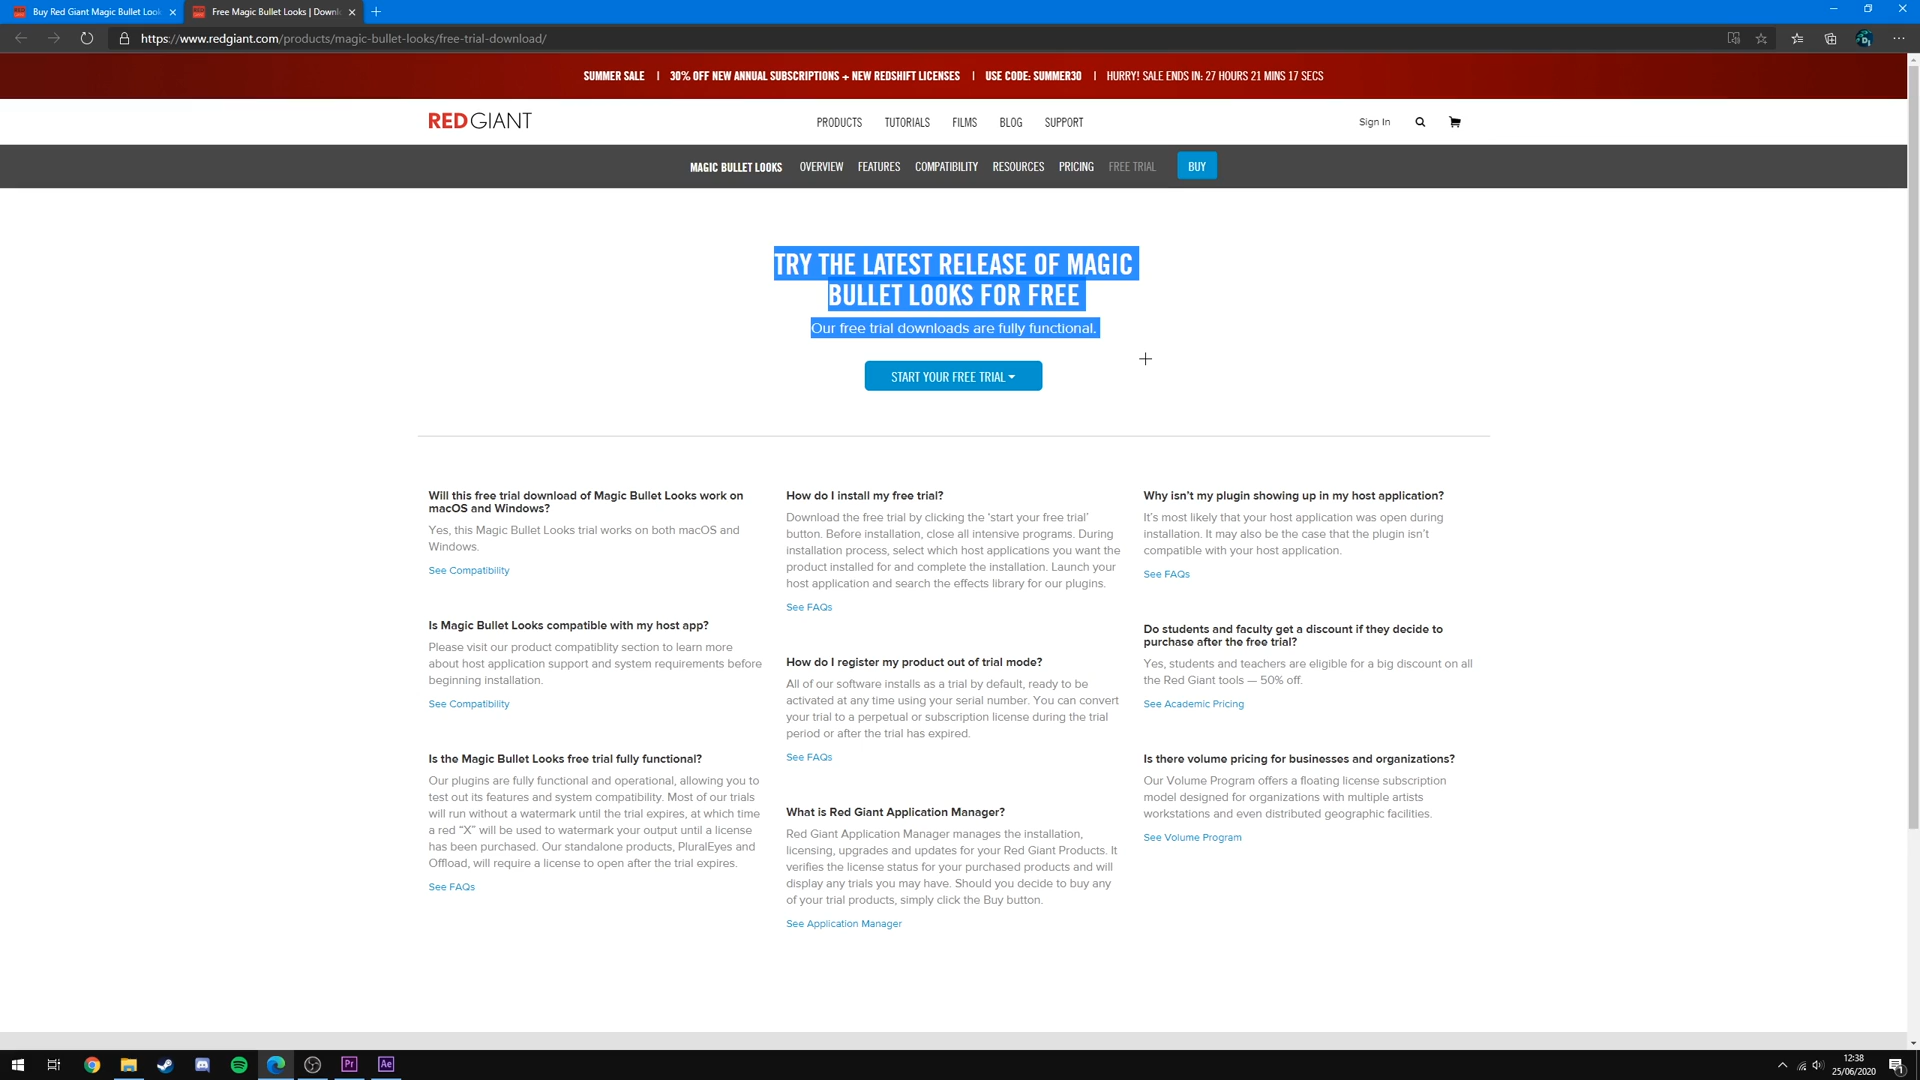 Buy Red Giant Magic Bullet Look
Free Magic Bullet Looks | Downl
https://www.redgiant.com/products/magic-bullet-looks/free-trial-download/
SUMMER SALE | 30% OFF NEW ANNUAL SUBSCRIPTIONS + NEW REDSHIFT LICENSES | USE CODE: SUMMER30 | HURRY! SALE ENDS IN: 27 HOURS 21 MINS 17 SECS
REDGIANT
PRODUCTS TUTORIALS FILMS BLOG SUPPORT
Sign In
MAGIC BULLET LOOKS OVERVIEW FEATURES COMPATIBILITY RESOURCES PRICING FREE TRIAL BUY
TRY THE LATEST RELEASE OF MAGIC
BULLET LOOKS FOR FREE
Our free trial downloads are fully functional.
START YOUR FREE TRIAL
Will this free trial download of Magic Bullet Looks work on
macOS and Windows?
Yes, this Magic Bullet Looks trial works on both macOS and
Windows.
See Compatibility
Is Magic Bullet Looks compatible with my host app?
Please visit our product compatiblity section to learn more
about host application support and system requirements before
beginning installation.
See Compatibility
Is the Magic Bullet Looks free trial fully functional?
Our plugins are fully functional and operational, allowing you to
test out its features and system compatibility. Most of our trials
will run without a watermark until the trial expires, at which time
a red “X” will be used to watermark your output until a license
has been purchased. Our standalone products, PluralEyes and
Offload, will require a license to open after the trial expires.
See FAQs
How do I install my free trial?
Download the free trial by clicking the ‘start your free trial’
button. Before installation, close all intensive programs. During
installation process, select which host applications you want the
product installed for and complete the installation. Launch your
host application and search the effects library for our plugins.
See FAQs
How do I register my product out of trial mode?
All of our software installs as a trial by default, ready to be
activated at any time using your serial number. You can convert
your trial to a perpetual or subscription license during the trial
period or after the trial has expired.
See FAQs
What is Red Giant Application Manager?
Red Giant Application Manager manages the installation,
licensing, upgrades and updates for your Red Giant Products. It
verifies the license status for your purchased products and will
display any trials you may have. Should you decide to buy any
of your trial products, simply click the Buy button.
See Application Manager
Why isn’t my plugin showing up in my host application?
It’s most likely that your host application was open during
installation. It may also be the case that the plugin isn’t
compatible with your host application.
See FAQs
Do students and faculty get a discount if they decide to
purchase after the free trial?
Yes, students and teachers are eligible for a big discount on all
the Red Giant tools — 50% off.
See Academic Pricing
Is there volume pricing for businesses and organizations?
Our Volume Program offers a floating license subscription
model designed for organizations with multiple artists
workstations and even distributed geographic facilities.
See Volume Program
Pr
Ae
12:38
25/06/2020